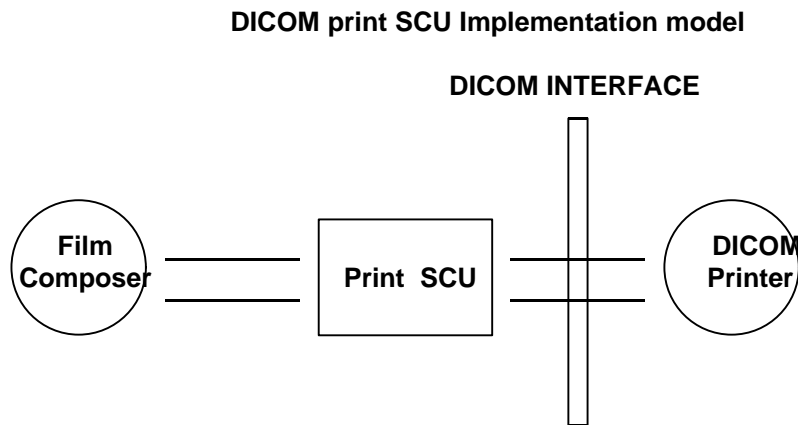 DICOM print SCU Implementation model
DICOM INTERFACE
Film
Composer
Print SCU
DICOM
Printer